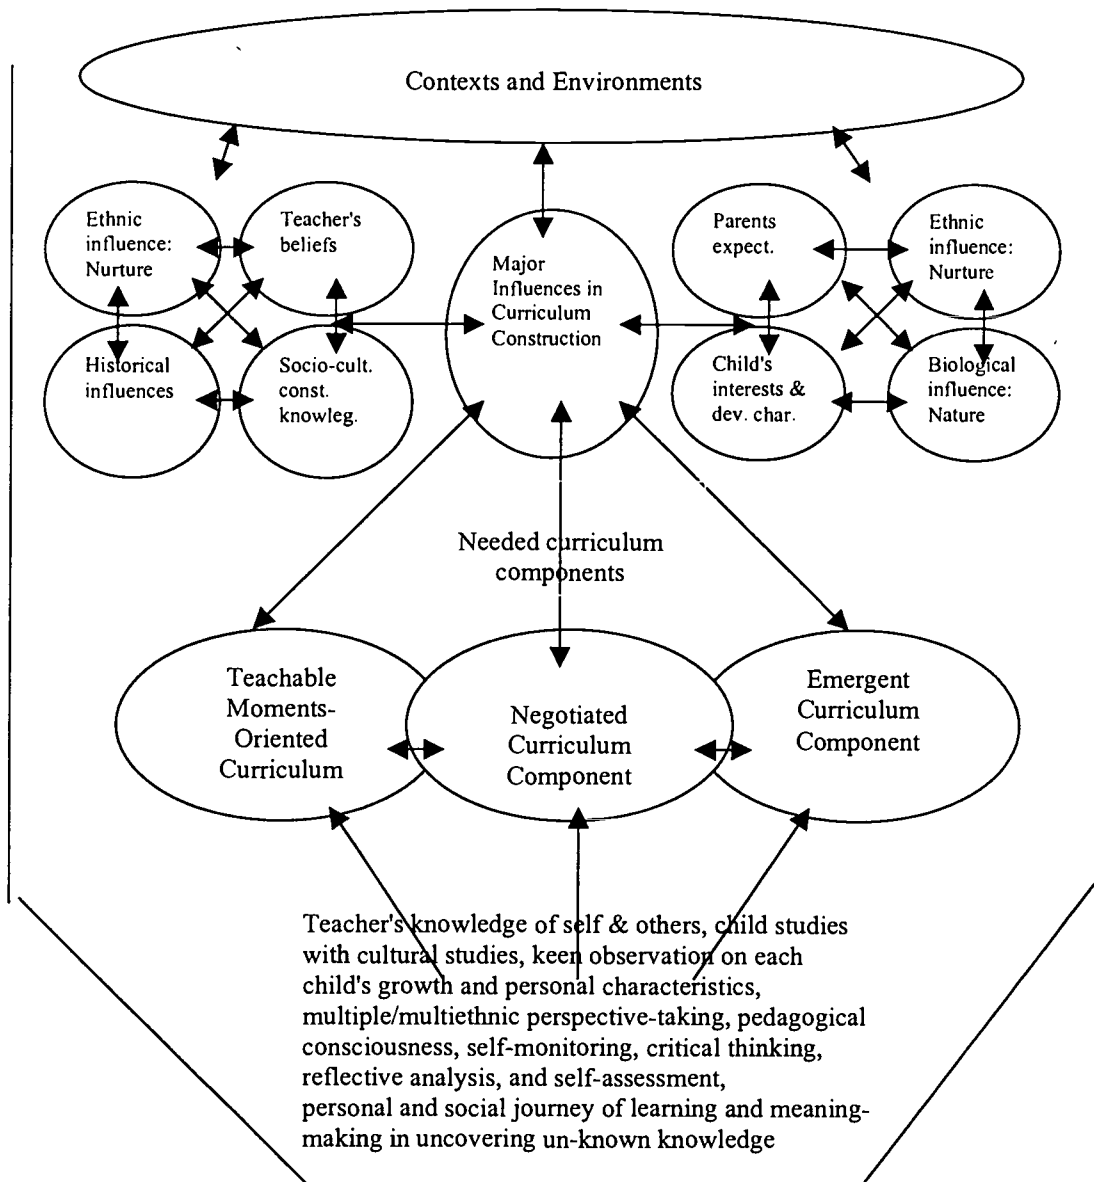 Contexts and Environments
Ethnic
influence:
Nurture
Teacher's
beliefs
Historical
influences
Socio-cult.
const.
knowleg.
Major
Influences in
Curriculum
Construction
Parents
expect.
Ethnic
influence:
Nurture
Child's
interests &
dev. char.
Biological
influence:
Nature
Needed curriculum
components
Teachable
Moments-
Oriented
Curriculum
Negotiated
Curriculum
Component
Emergent
Curriculum
Component
Teacher's knowledge of self & others, child studies
with cultural studies, keen observation on each
child's growth and personal characteristics,
multiple/multiethnic perspective-taking, pedagogical
consciousness, self-monitoring, critical thinking,
reflective analysis, and self-assessment,
personal and social journey of learning and meaning-
making in uncovering un-known knowledge